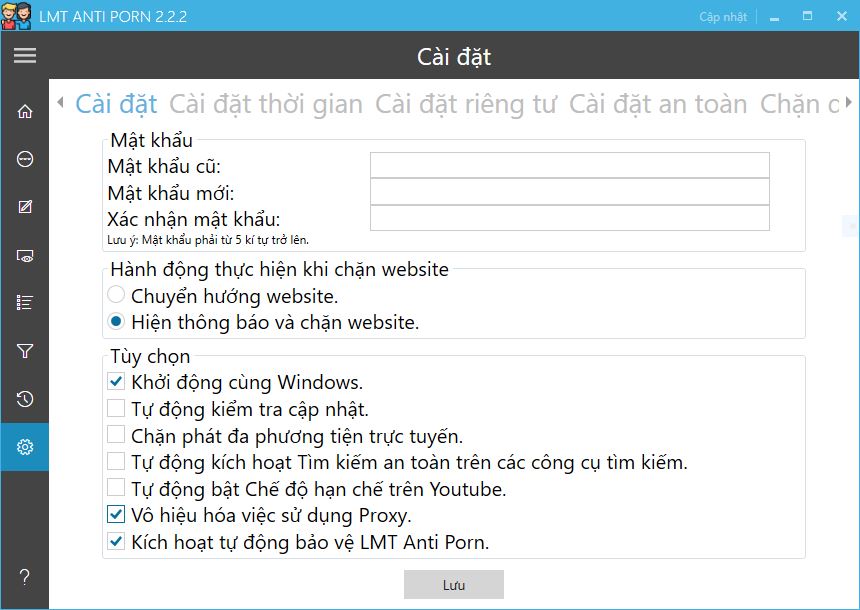 LMT ANTI PORN 2.2.2
Cập nhật
Cài đặt
Cài đặt Cài đặt thời gian Cài đặt riêng tư Cài đặt an toàn Chặn
Mật khẩu
Mật khẩu cũ:
Mật khẩu mới:
Xác nhận mật khẩu:
Lưu ý: Mật khẩu phải từ 5 kí tự trở lên.
Hành động thực hiện khi chặn website
Chuyển hướng website.
Hiện thông báo và chặn website.
Tùy chọn
Khởi động cùng Windows.
Tự động kiểm tra cập nhật.
Chặn phát đa phương tiện trực tuyến.
Tự động kích hoạt Tìm kiếm an toàn trên các công cụ tìm kiếm.
Tự động bật Chế độ hạn chế trên Youtube.
Vô hiệu hóa việc sử dụng Proxy.
Kích hoạt tự động bảo vệ LMT Anti Porn.
?
Lưu